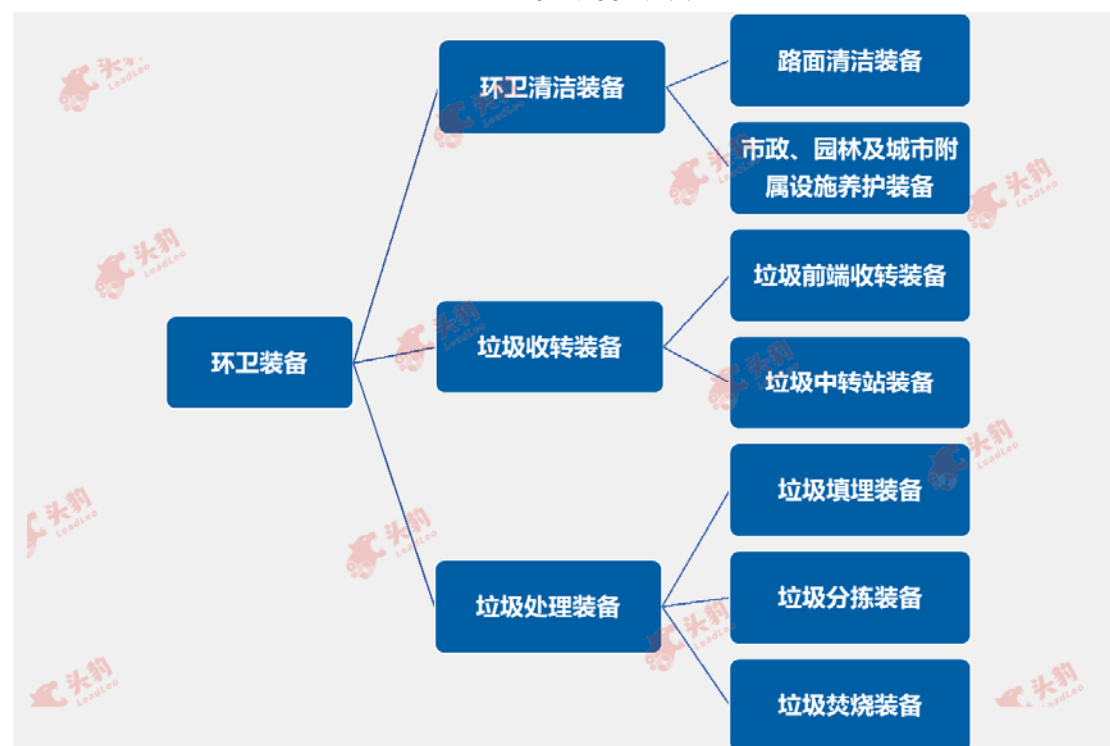 环卫清洁装备
路面清洁装备
市政、园林及城市附
属设施养护装备
环卫装备
垃圾收转装备
垃圾前端收转装备
垃圾中转站装备
垃圾处理装备
垃圾填埋装备
垃圾分拣装备
垃圾焚烧装备
头豹
LeadLeo